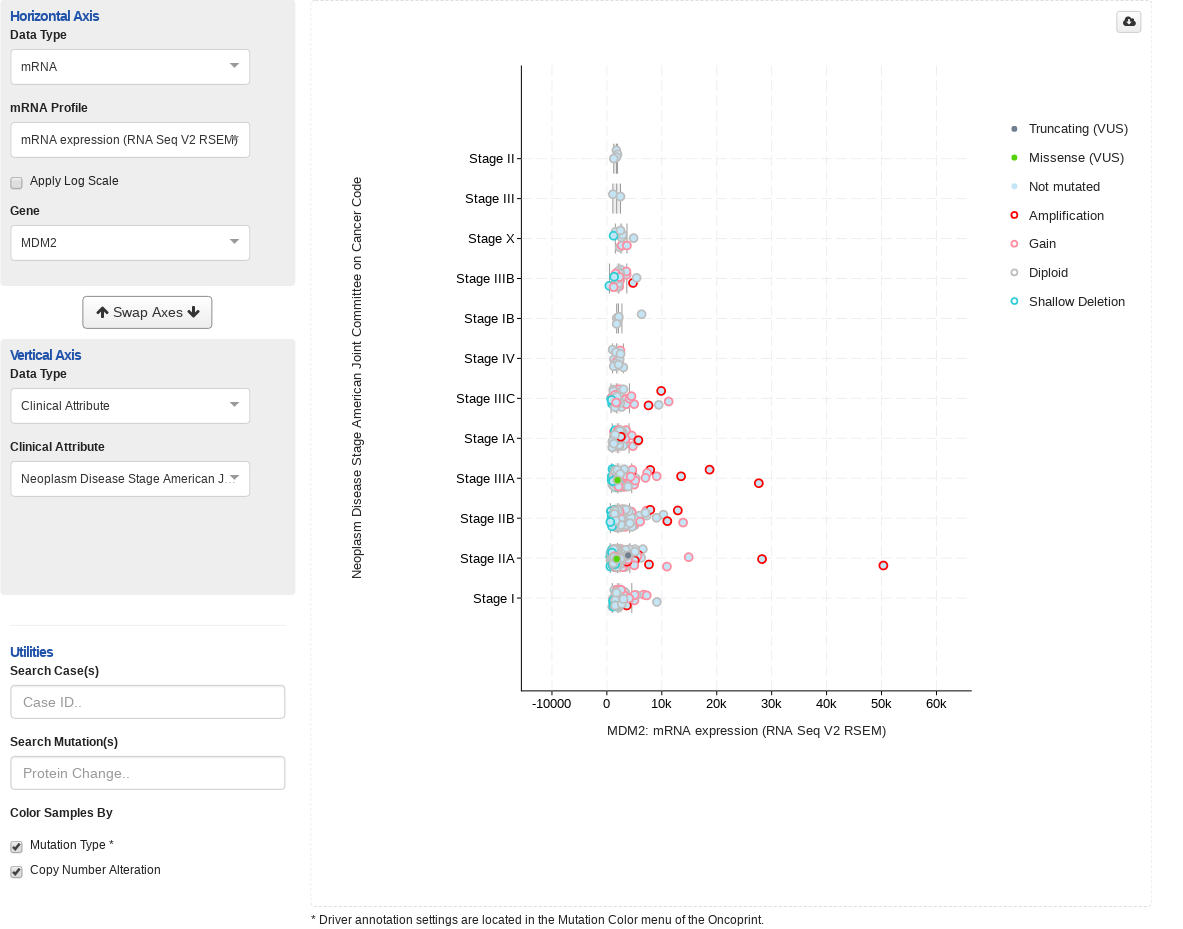 Horizontal Axis
Data Type
mRNA
mRNA Profile
mRNA expression (RNA Seq V2 RSEM)
Apply Log Scale
Gene
MDM2
Swap Axes
Vertical Axis
Data Type
Clinical Attribute
Clinical Attribute
Neoplasm Disease Stage American J…
Utilities
Search Case(s)
Case ID..
Search Mutation(s)
Protein Change..
Color Samples By
Mutation Type *
Copy Number Alteration
Neoplasm Disease Stage American Joint Committee on Cancer Code
Stage II
Stage III
Stage X
Stage IIIB
Stage IB
Stage IV
Stage IIIC
Stage IA
Stage IIIA
Stage IIB
Stage IIA
Stage I
-10000 0 10k 20k 30k 40k 50k 60k
MDM2: mRNA expression (RNA Seq V2 RSEM)
Truncating (VUS)
Missense (VUS)
Not mutated
Amplification
Gain
Diploid
Shallow Deletion
* Driver annotation settings are located in the Mutation Color menu of the Oncoprint.